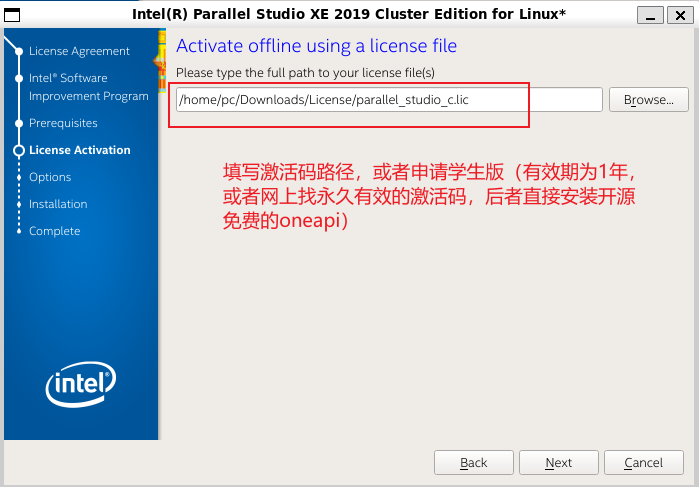 Intel(R) Parallel Studio XE 2019 Cluster Edition for Linux*
License Agreement
Intel® Software
Improvement Program
Prerequisites
License Activation
Options
Installation
Complete
intel
Activate offline using a license file
Please type the full path to your license file(s)
/home/pc/Downloads/License/parallel_studio_c.lic
Browse...
填写激活码路径，或者申请学生版（有效期为1年，
或者网上找永久有效的激活码，后者直接安装开源
免费的oneapi）
Back
Next
Cancel